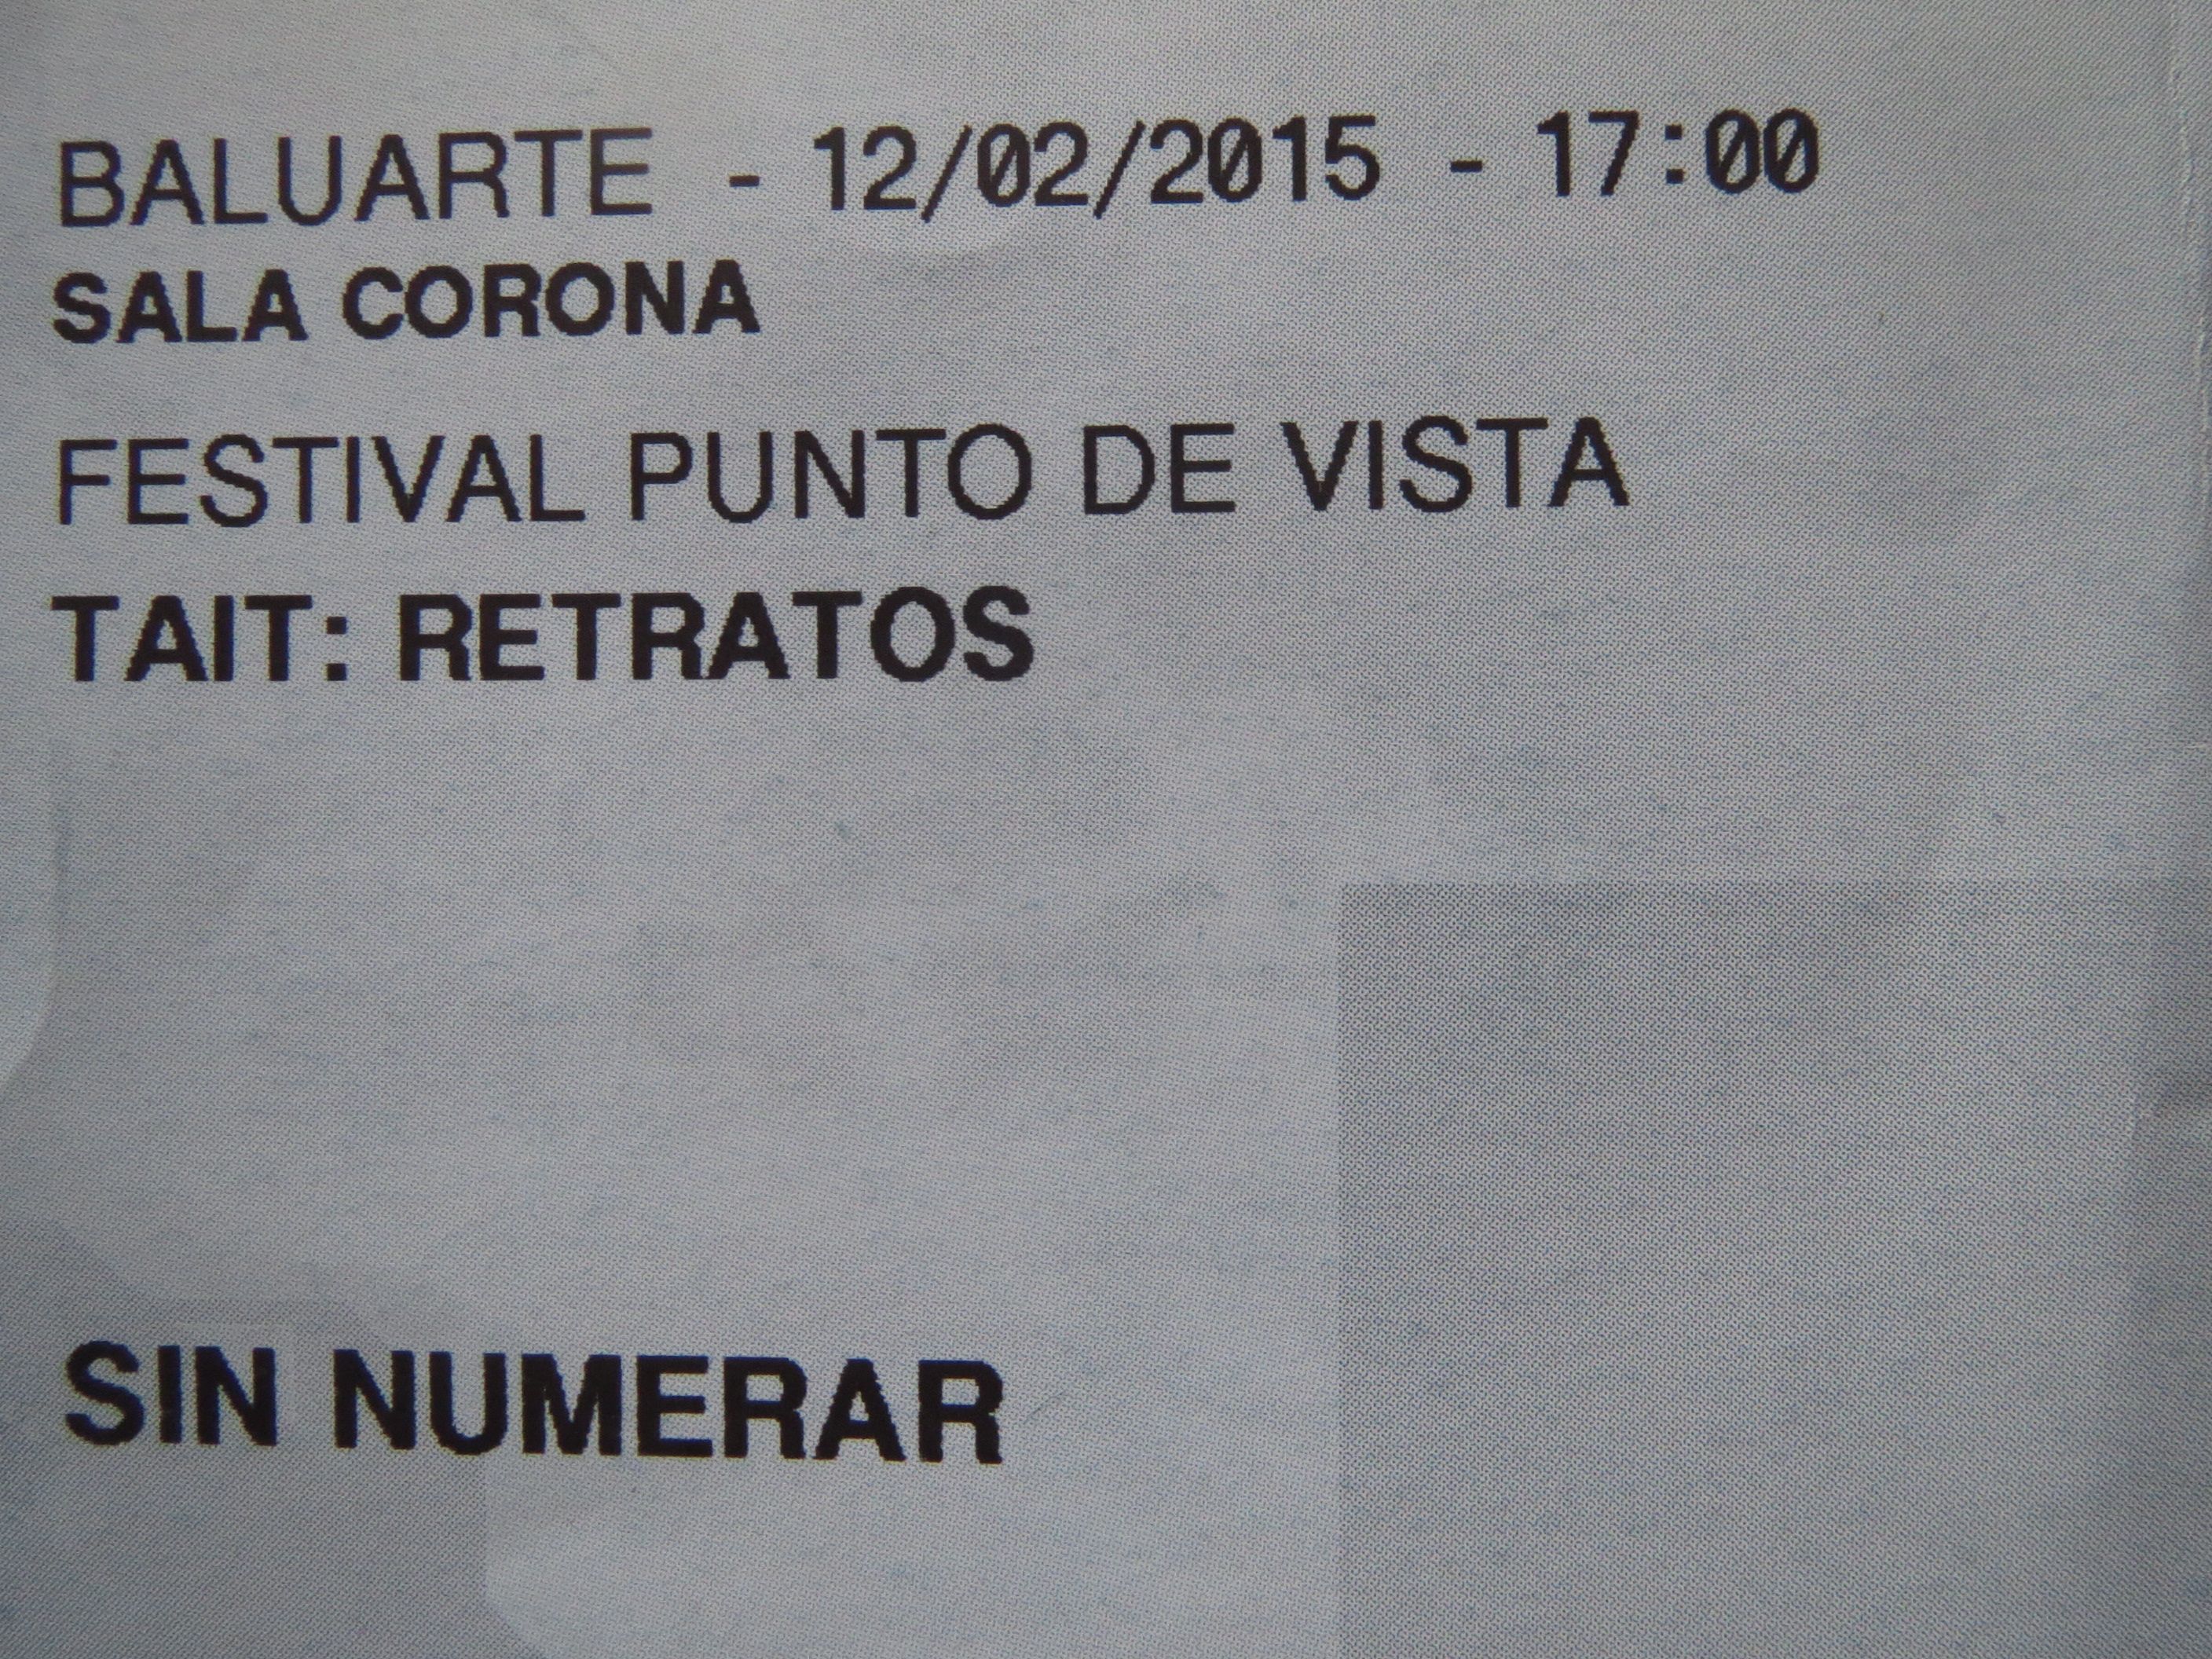 BALUARTE - 12/02/2015 - 17:00
SALA CORONA
FESTIVAL PUNTO DE VISTA
TAIT: RETRATOS
SIN NUMERAR